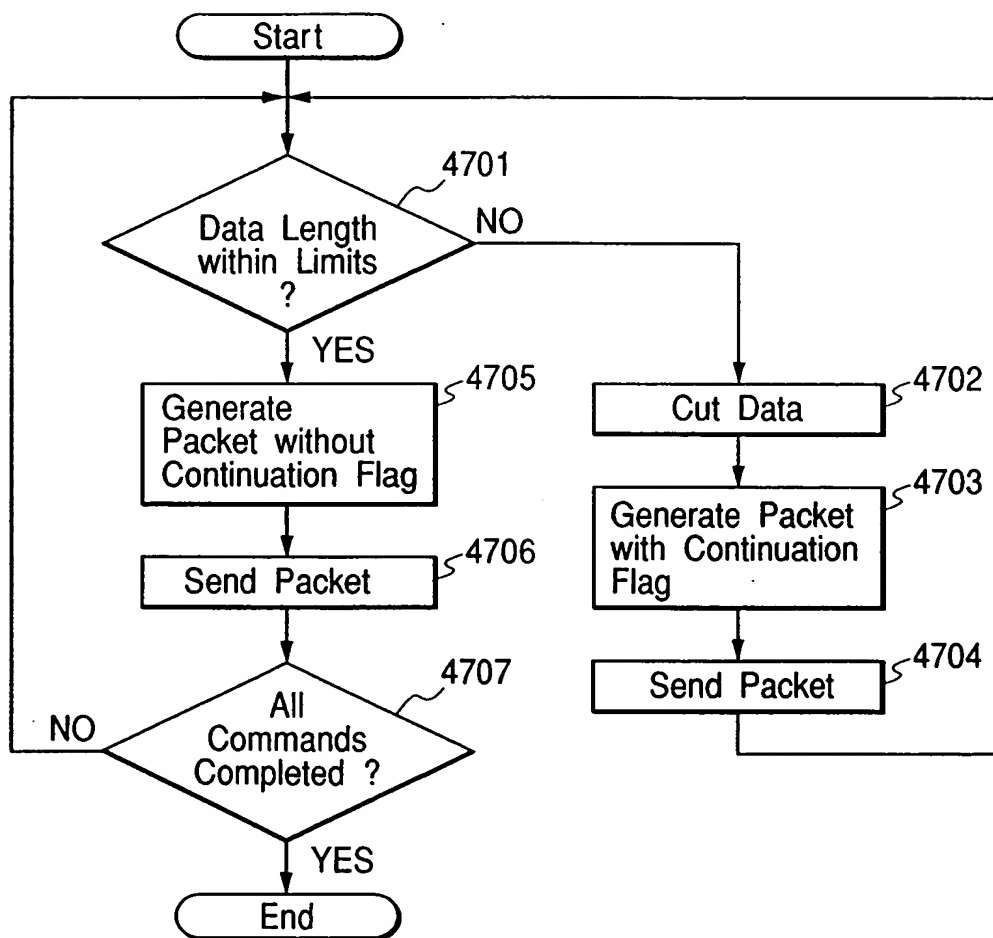 Start
4701
Data Length
within Limits
?
NO
YES
4705
Generate
Packet without
Continuation Flag
4706
Send Packet
4707
All
Commands
Completed ?
NO
YES
End
4702
Cut Data
4703
Generate Packet
with Continuation
Flag
4704
Send Packet